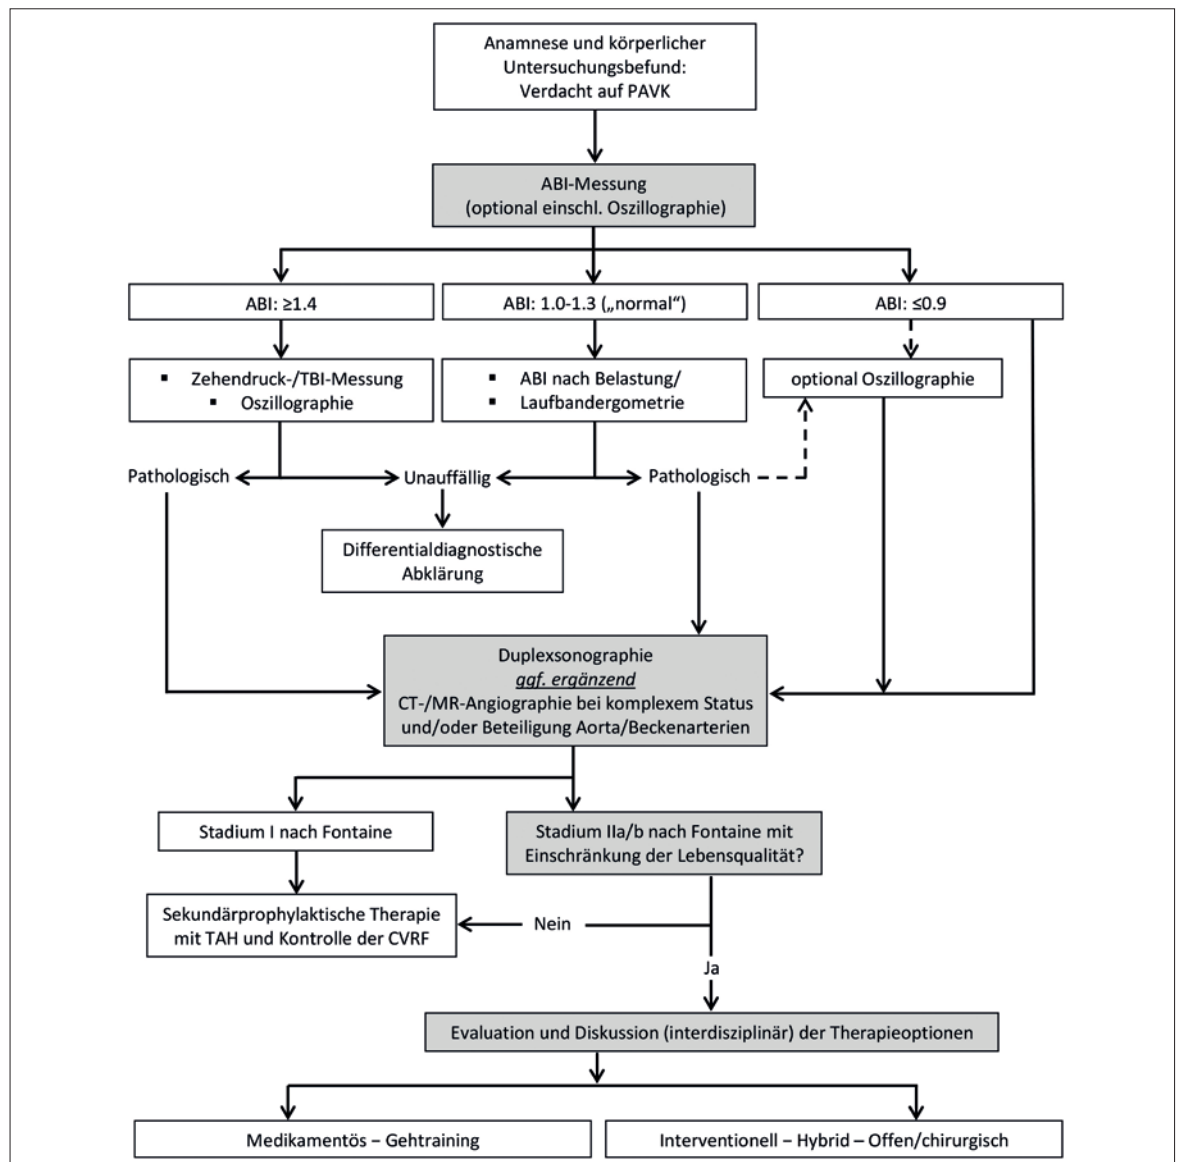 Anamnese und körperlicher
Untersuchungsbefund:
Verdacht auf PAVK
ABI-Messung
(optional einschl. Oszillographie)
ABI: ≥1.4
ABI: 1.0-1.3 („normal“)
ABI: ≤0.9
▪ Zehendruck-/TBI-Messung
▪ Oszillographie
▪ ABI nach Belastung/
▪ Laufbandergometrie
optional Oszillographie
Pathologisch
Unauffällig
Pathologisch
Differentialdiagnostische
Abklärung
Duplexsonographie
ggf. ergänzend
CT-/MR-Angiographie bei komplexem Status
und/oder Beteiligung Aorta/Beckenarterien
Stadium I nach Fontaine
Stadium IIa/b nach Fontaine mit
Einschränkung der Lebensqualität?
Sekundärprophylaktische Therapie
mit TAH und Kontrolle der CVRF
Nein
Ja
Evaluation und Diskussion (interdisziplinär) der Therapieoptionen
Medikamentös – Gehtraining
Interventionell – Hybrid – Offen/chirurgisch